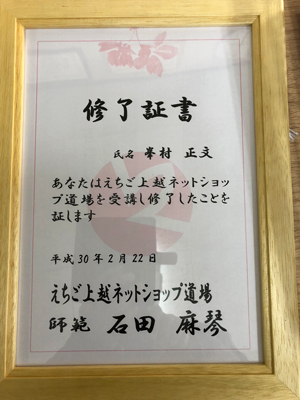 修了証書
氏名 峯村 正文
あなたはえちご上越ネットショッ
プ道場を受講し修了したことを
証します
平成30年2月22日
えちご上越ネットショップ道場
師範 石田 麻琴